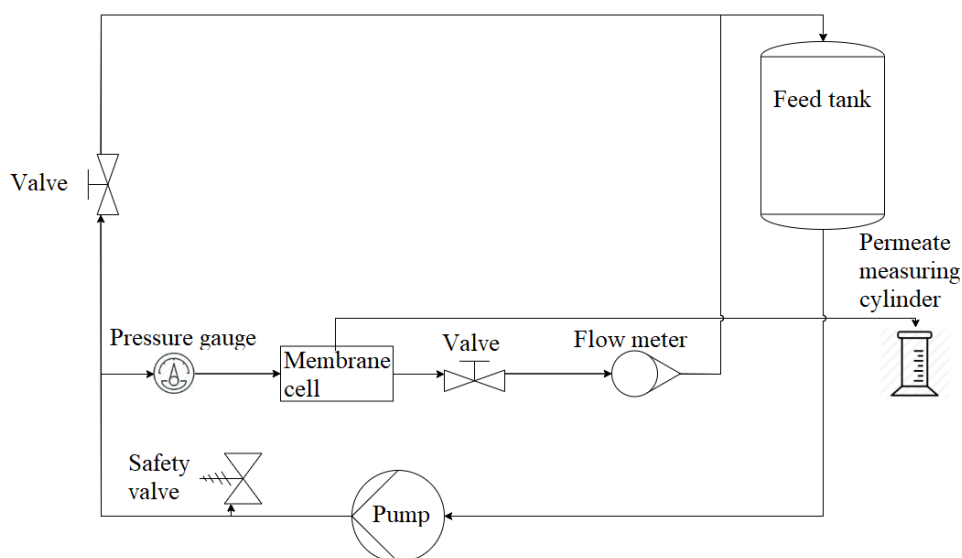 Feed tank
Valve
Permeate
measuring
cylinder
Pressure gauge
Valve
Flow meter
Membrane
cell
Safety
valve
Pump